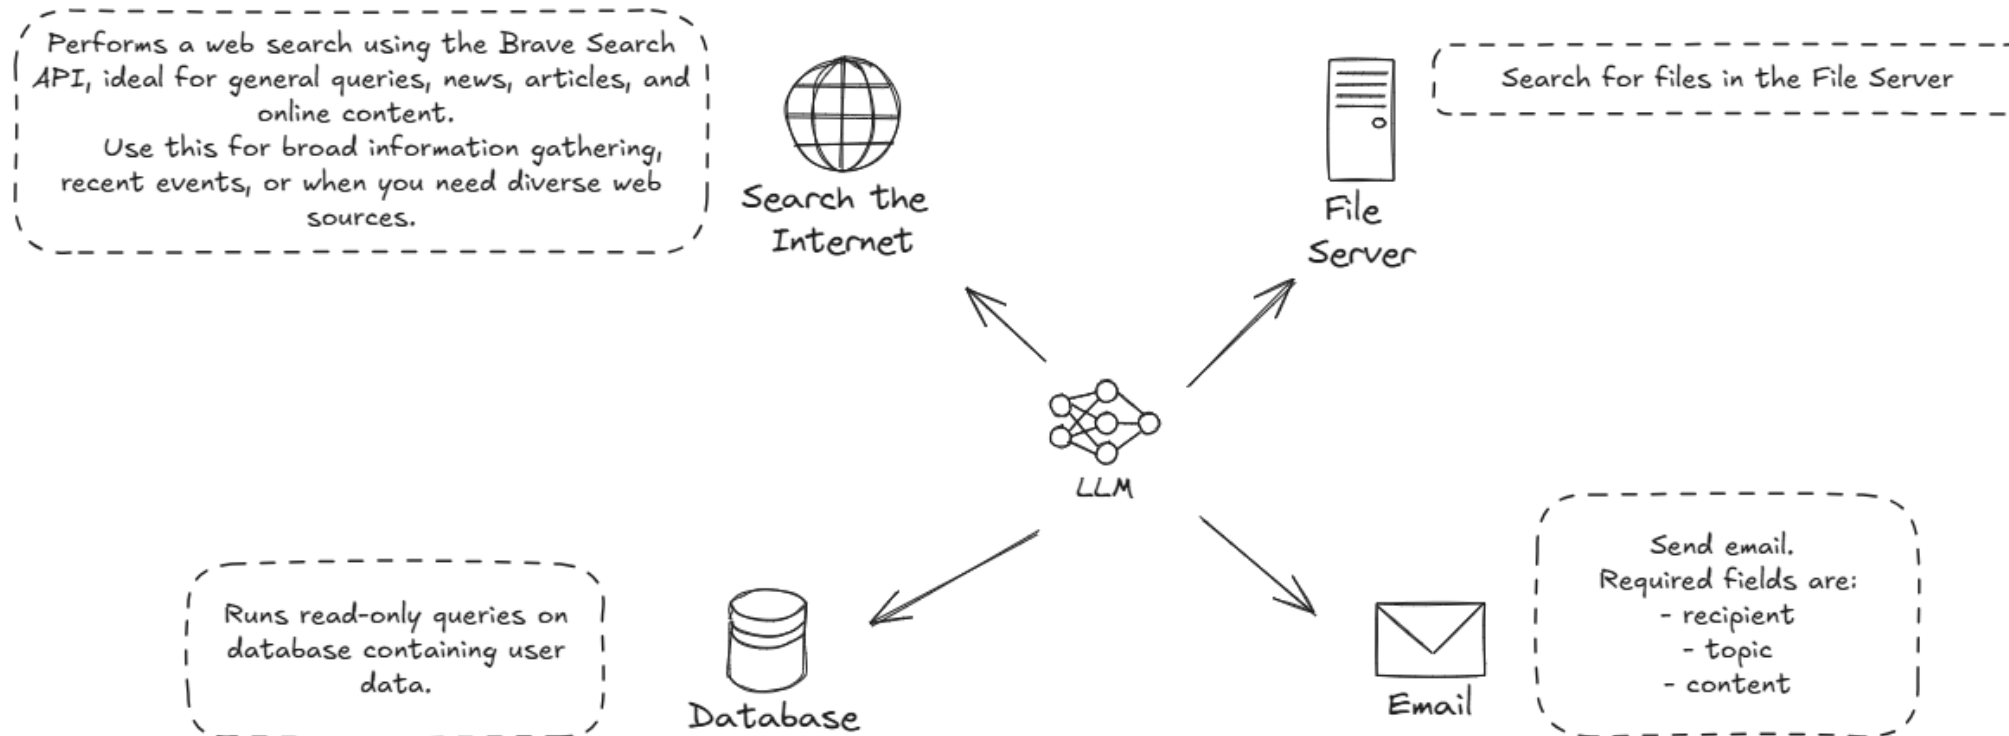 Performs a web search using the Brave Search
API, ideal for general queries, news, articles, and
online content.
Use this for broad information gathering,
recent events, or when you need diverse web
sources.
Search the
Internet
File
Server
Search for files in the File Server
LLM
Runs read-only queries on
database containing user
data.
Database
Email
Send email.
Required fields are:
- recipient
- topic
- content